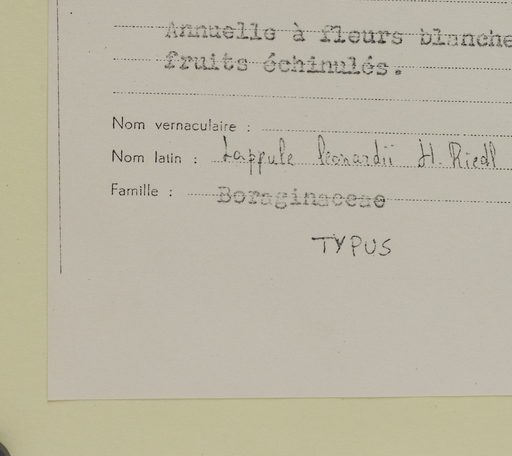 Annuelle à fleurs blanche
fruits échinulés.
Nom vernaculaire :
Nom latin : Lappula leonardii H. Riedl
Famille : Boraginaceae
TYPUS